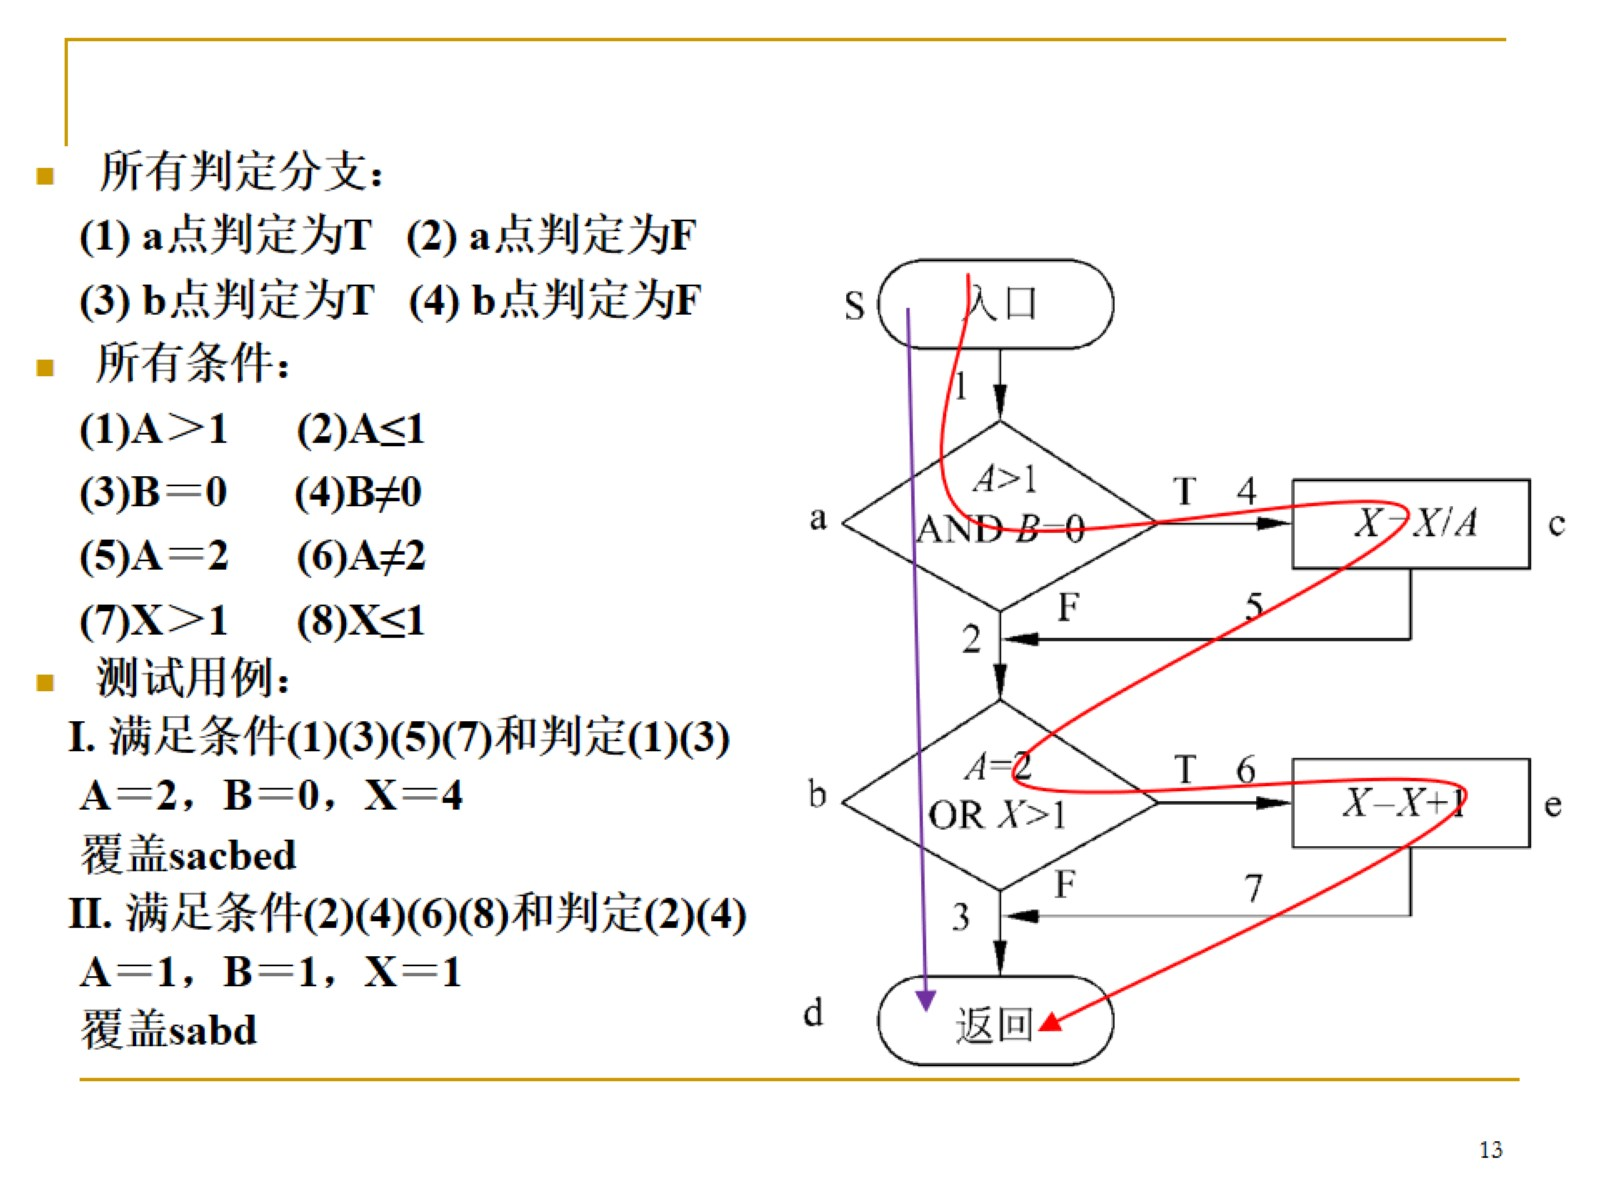 所有判定分支：
(1) a点判定为T (2) a点判定为F
(3) b点判定为T (4) b点判定为F
所有条件：
(1)A＞1 (2)A≤1
(3)B＝0 (4)B≠0
(5)A＝2 (6)A≠2
(7)X＞1 (8)X≤1
测试用例：
I. 满足条件(1)(3)(5)(7)和判定(1)(3)
A＝2，B＝0，X＝4
覆盖sacbed
II. 满足条件(2)(4)(6)(8)和判定(2)(4)
A＝1，B＝1，X＝1
覆盖sabd
S
入口
1
a
A>1
AND B=0
T 4
X=X/A
c
F
5
2
b
A=2
OR X>1
T 6
X=X+1
e
F
7
3
d
返回
13